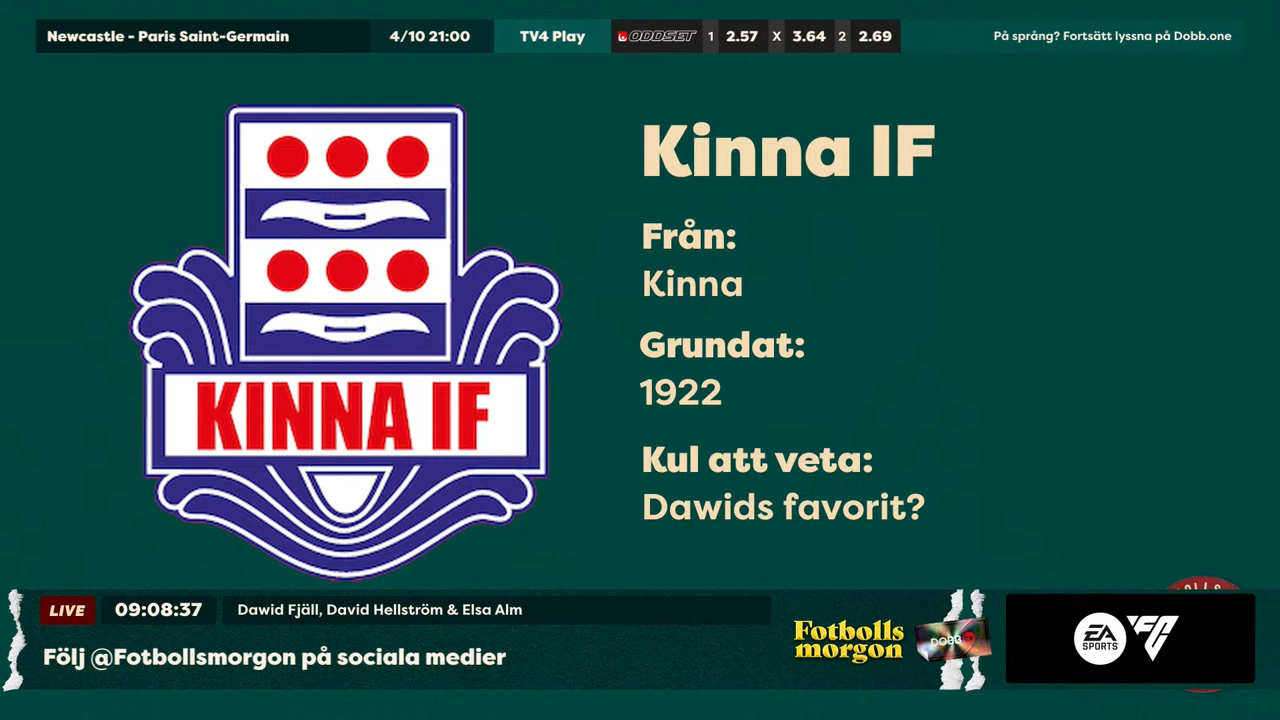 Newcastle - Paris Saint-Germain 4/10 21:00 TV4 Play ODDSET 1 2.57 X 3.64 2 2.69 På språng? Fortsätt lyssna på Dobb.one
Kinna IF
Från:
Kinna
Grundat:
1922
Kul att veta:
Dawids favorit?
KINNA IF
LIVE 09:08:37 Dawid Fjäll, David Hellström & Elsa Alm
Följ @Fotbollsmorgon på sociala medier
Fotbolls
morgon
DOBB
EA
SPORTS
FC